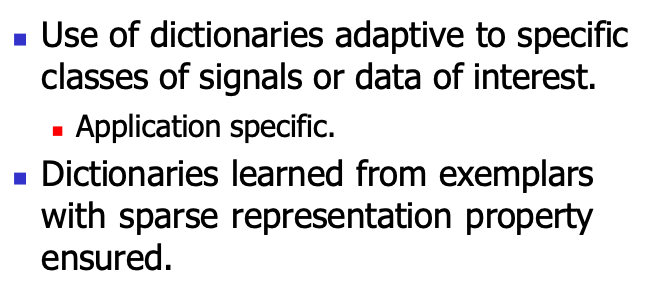 Use of dictionaries adaptive to specific
classes of signals or data of interest.
Application specific.
Dictionaries learned from exemplars
with sparse representation property
ensured.